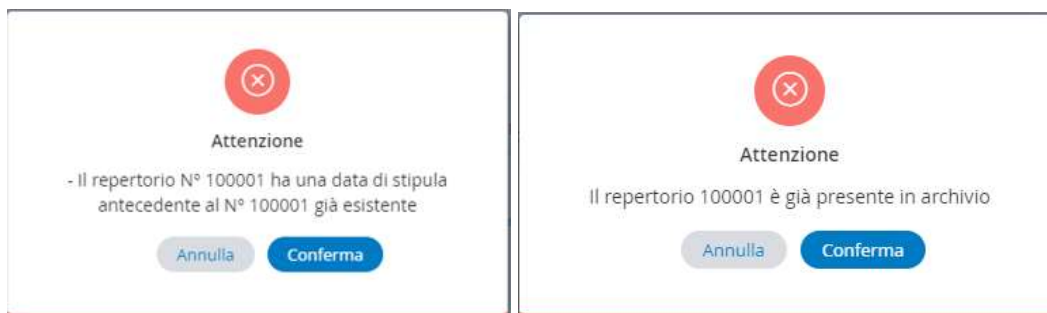 Attenzione
- Il repertorio N° 100001 ha una data di stipula
antecedente al N° 100001 già esistente
Annulla
Conferma
Attenzione
Il repertorio 100001 è già presente in archivio
Annulla
Conferma